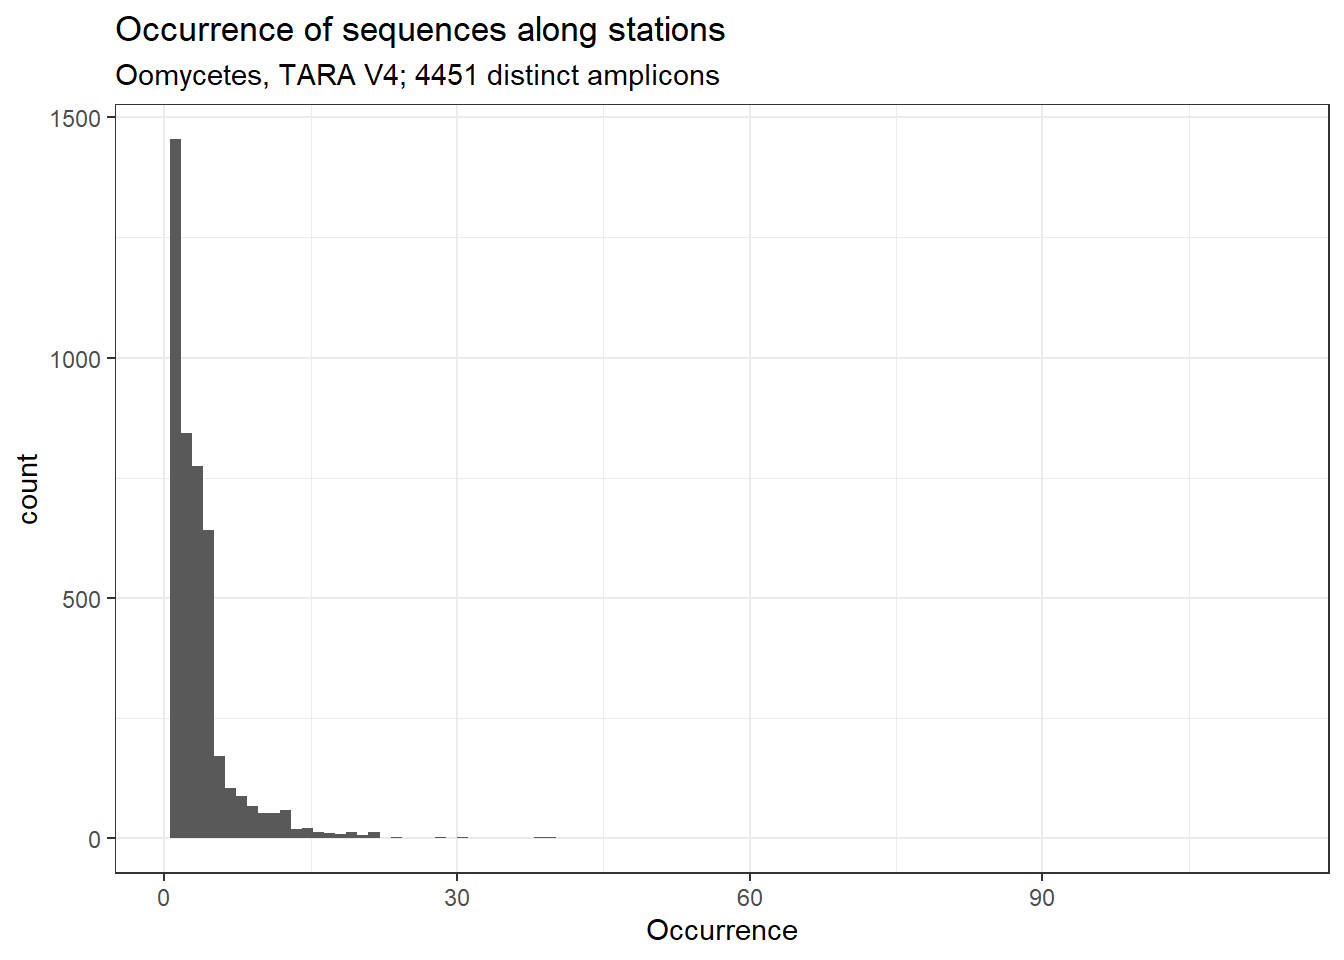 Occurrence of sequences along stations
Oomycetes, TARA V4; 4451 distinct amplicons
1500
1000
500
0
count
0 30 60 90
Occurrence